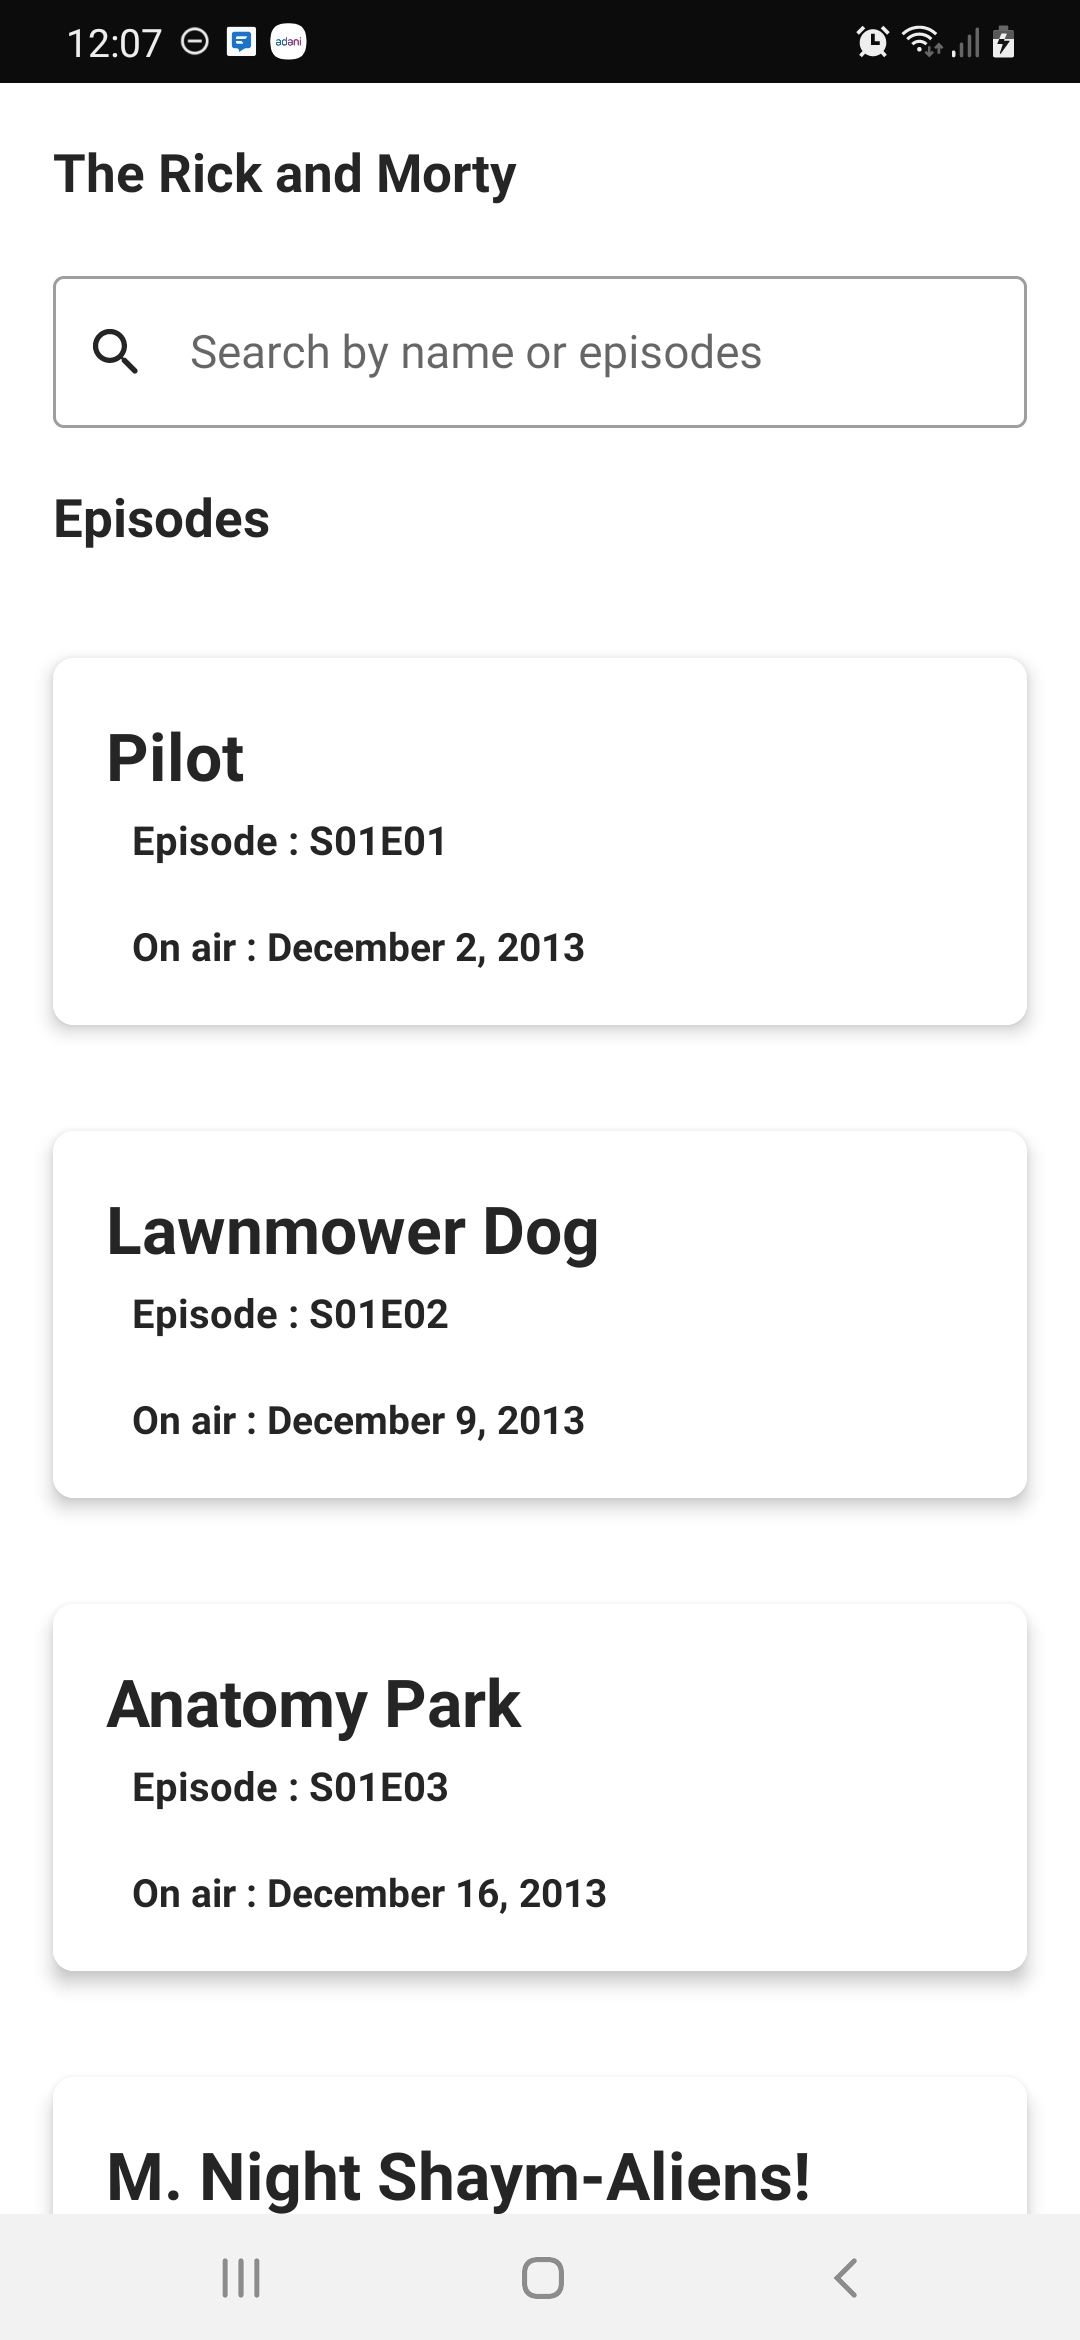 12:07 adani
The Rick and Morty
Search by name or episodes
Episodes
Pilot
Episode : S01E01
On air : December 2, 2013
Lawnmower Dog
Episode : S01E02
On air : December 9, 2013
Anatomy Park
Episode : S01E03
On air : December 16, 2013
M. Night Shaym-Aliens!